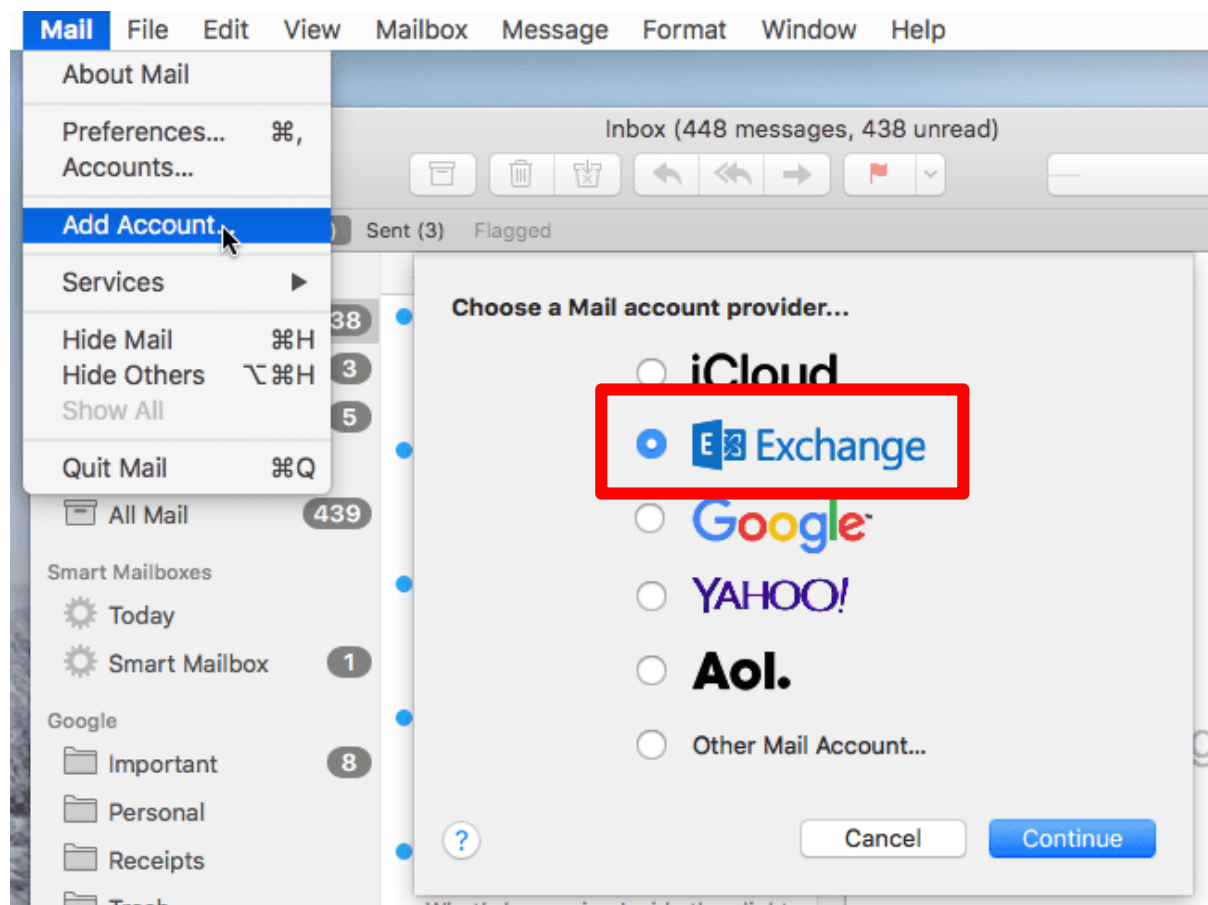 Mail File Edit View Mailbox Message Format Window Help
About Mail
Preferences... ⌘,
Accounts...
Add Account...
Services ▶
Hide Mail ⌘H
Hide Others ⌥⌘H
Show All
Quit Mail ⌘Q
Inbox (448 messages, 438 unread)
Sent (3) Flagged
38
3
5
All Mail 439
Smart Mailboxes
Today
Smart Mailbox 1
Google
Important 8
Personal
Receipts
Choose a Mail account provider...
iCloud
E Exchange
Google™
YAHOO!
Aol.
Other Mail Account...
? Cancel Continue